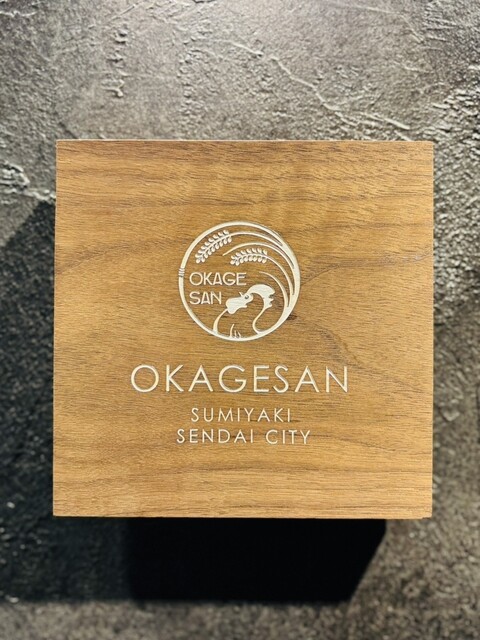 OKAGE
SAN
OKAGESAN
SUMIYAKI
SENDAI CITY